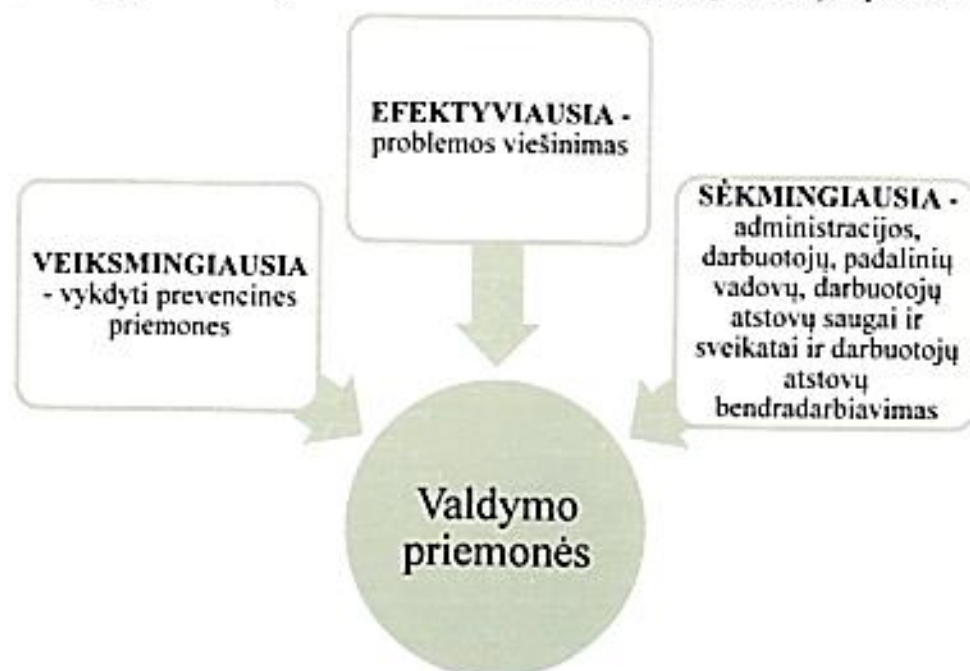 EFEKTYVIAUSIA -
problemos viešinimas
VEIKSMINGIAUSIA
- vykdyti prevencines
priemones
SĖKMINGIAUSIA -
administracijos,
darbuotojų, padalinių
vadovų, darbuotojų
atstovų saugai ir
sveikatai ir darbuotojų
atstovų
bendradarbiavimas
Valdymo
priemonės